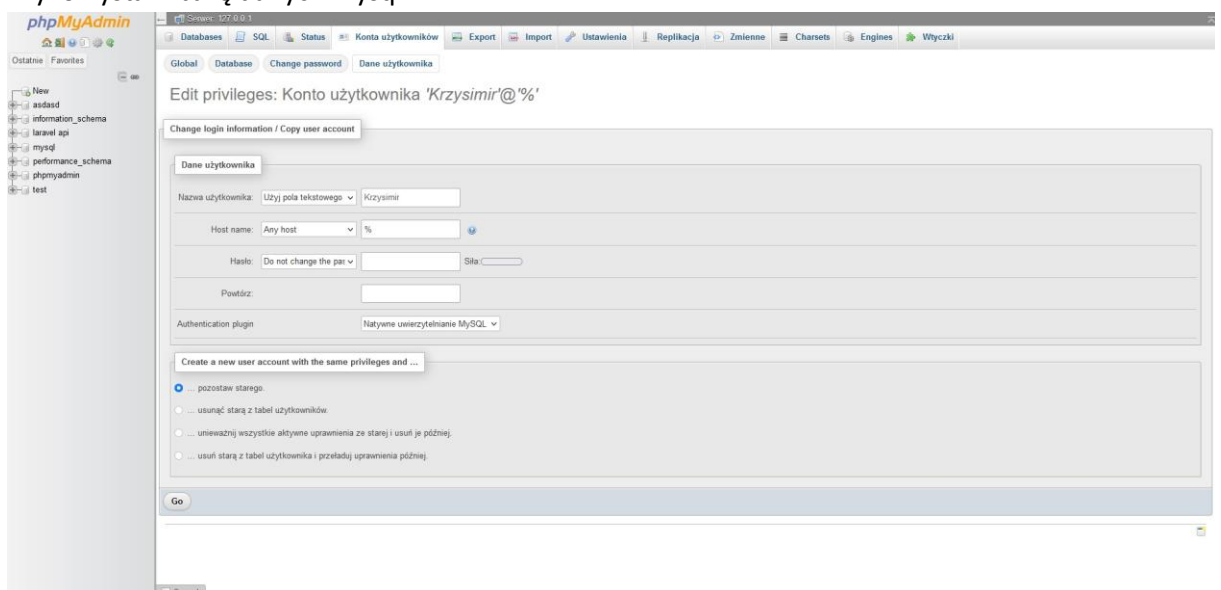 phpMyAdmin
Ostatnie Favorites
New
asdasd
information_schema
laravel api
mysql
performance_schema
phpmyadmin
test
Serwer: 127.0.0.1
Databases SQL Status Konta użytkowników Export Import Ustawienia Replikacja Zmienne Charsets Engines Wtyczki
Global Database Change password Dane użytkownika
Edit privileges: Konto użytkownika 'Krzysimir'@'%'
Change login information / Copy user account
Dane użytkownika
Nazwa użytkownika: Użyj pola tekstowego Krzysimir
Host name: Any host %
Hasło: Do not change the pas Siła:
Powtórz:
Authentication plugin Natywne uwierzytelnianie MySQL
Create a new user account with the same privileges and ...
... pozostaw starego.
... usunąć starą z tabel użytkowników.
... unieważnij wszystkie aktywne uprawnienia ze starej i usuń je później.
... usuń starą z tabel użytkownika i przeładuj uprawnienia później.
Go